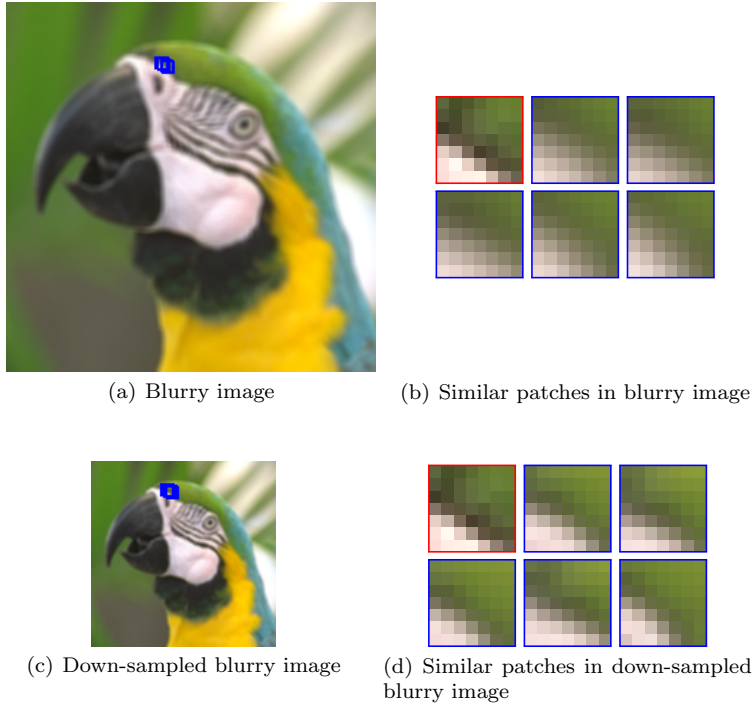 (a) Blurry image
(b) Similar patches in blurry image
(c) Down-sampled blurry image
(d) Similar patches in down-sampled
blurry image